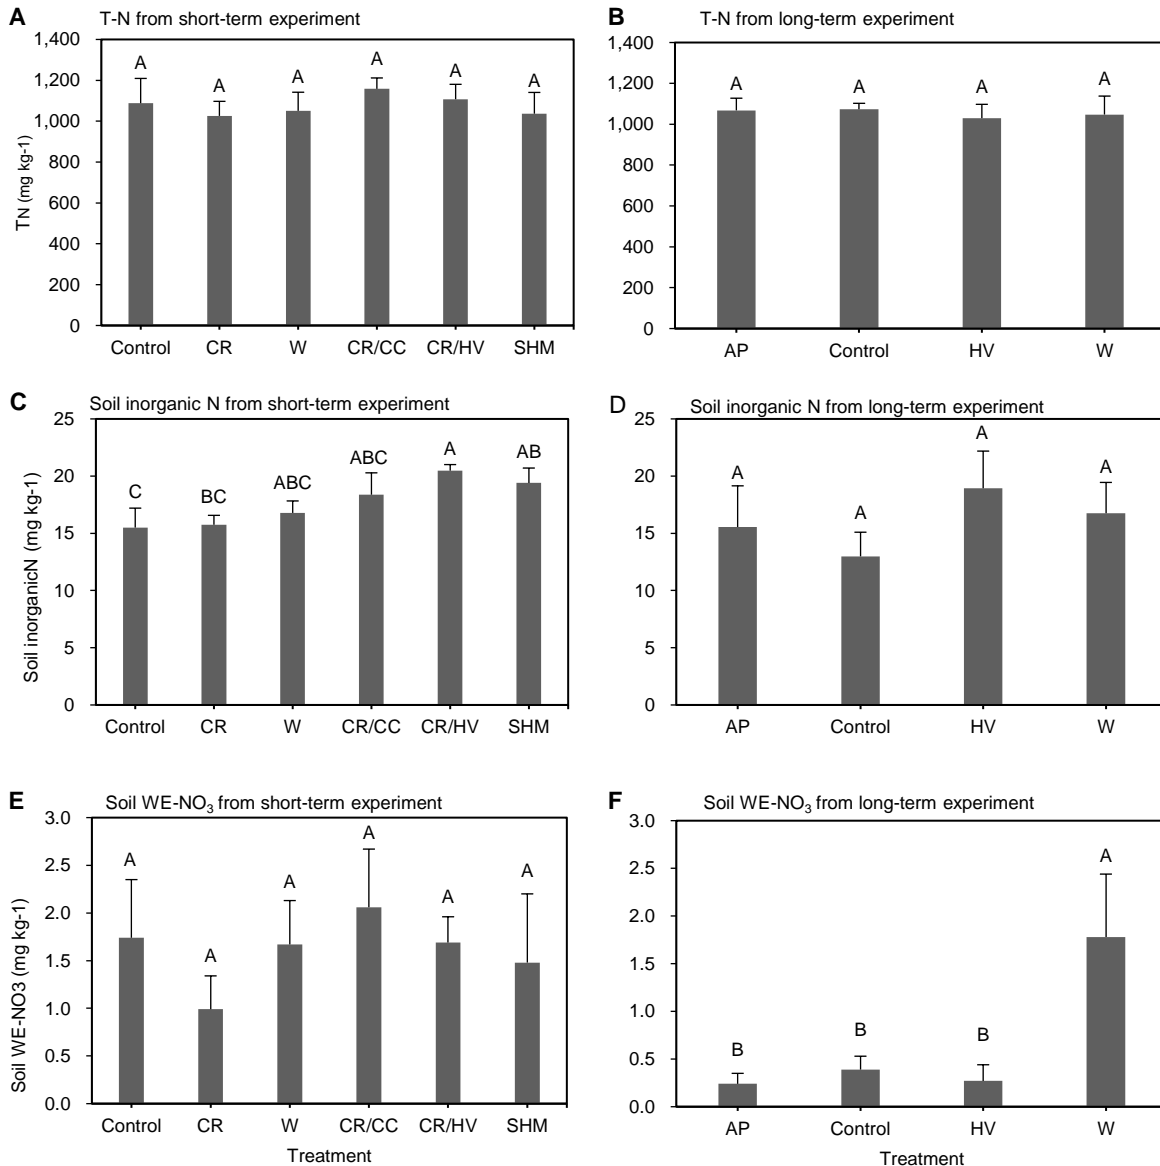 A T-N from short-term experiment
1,400
1,200
1,000
800
600
400
200
0
TN (mg kg-1)
A A A A A A
Control CR W CR/CC CR/HV SHM
B T-N from long-term experiment
1,400
1,200
1,000
800
600
400
200
0
A A A A
AP Control HV W
C Soil inorganic N from short-term experiment
25
20
15
10
5
0
Soil inorganicN (mg kg-1)
C BC ABC ABC A AB
Control CR W CR/CC CR/HV SHM
D Soil inorganic N from long-term experiment
25
20
15
10
5
0
A A A A
AP Control HV W
E Soil WE-NO₃ from short-term experiment
3.0
2.5
2.0
1.5
1.0
0.5
0.0
Soil WE-NO3 (mg kg-1)
A A A A A A
Control CR W CR/CC CR/HV SHM
Treatment
F Soil WE-NO₃ from long-term experiment
3.0
2.5
2.0
1.5
1.0
0.5
0.0
B B B A
AP Control HV W
Treatment